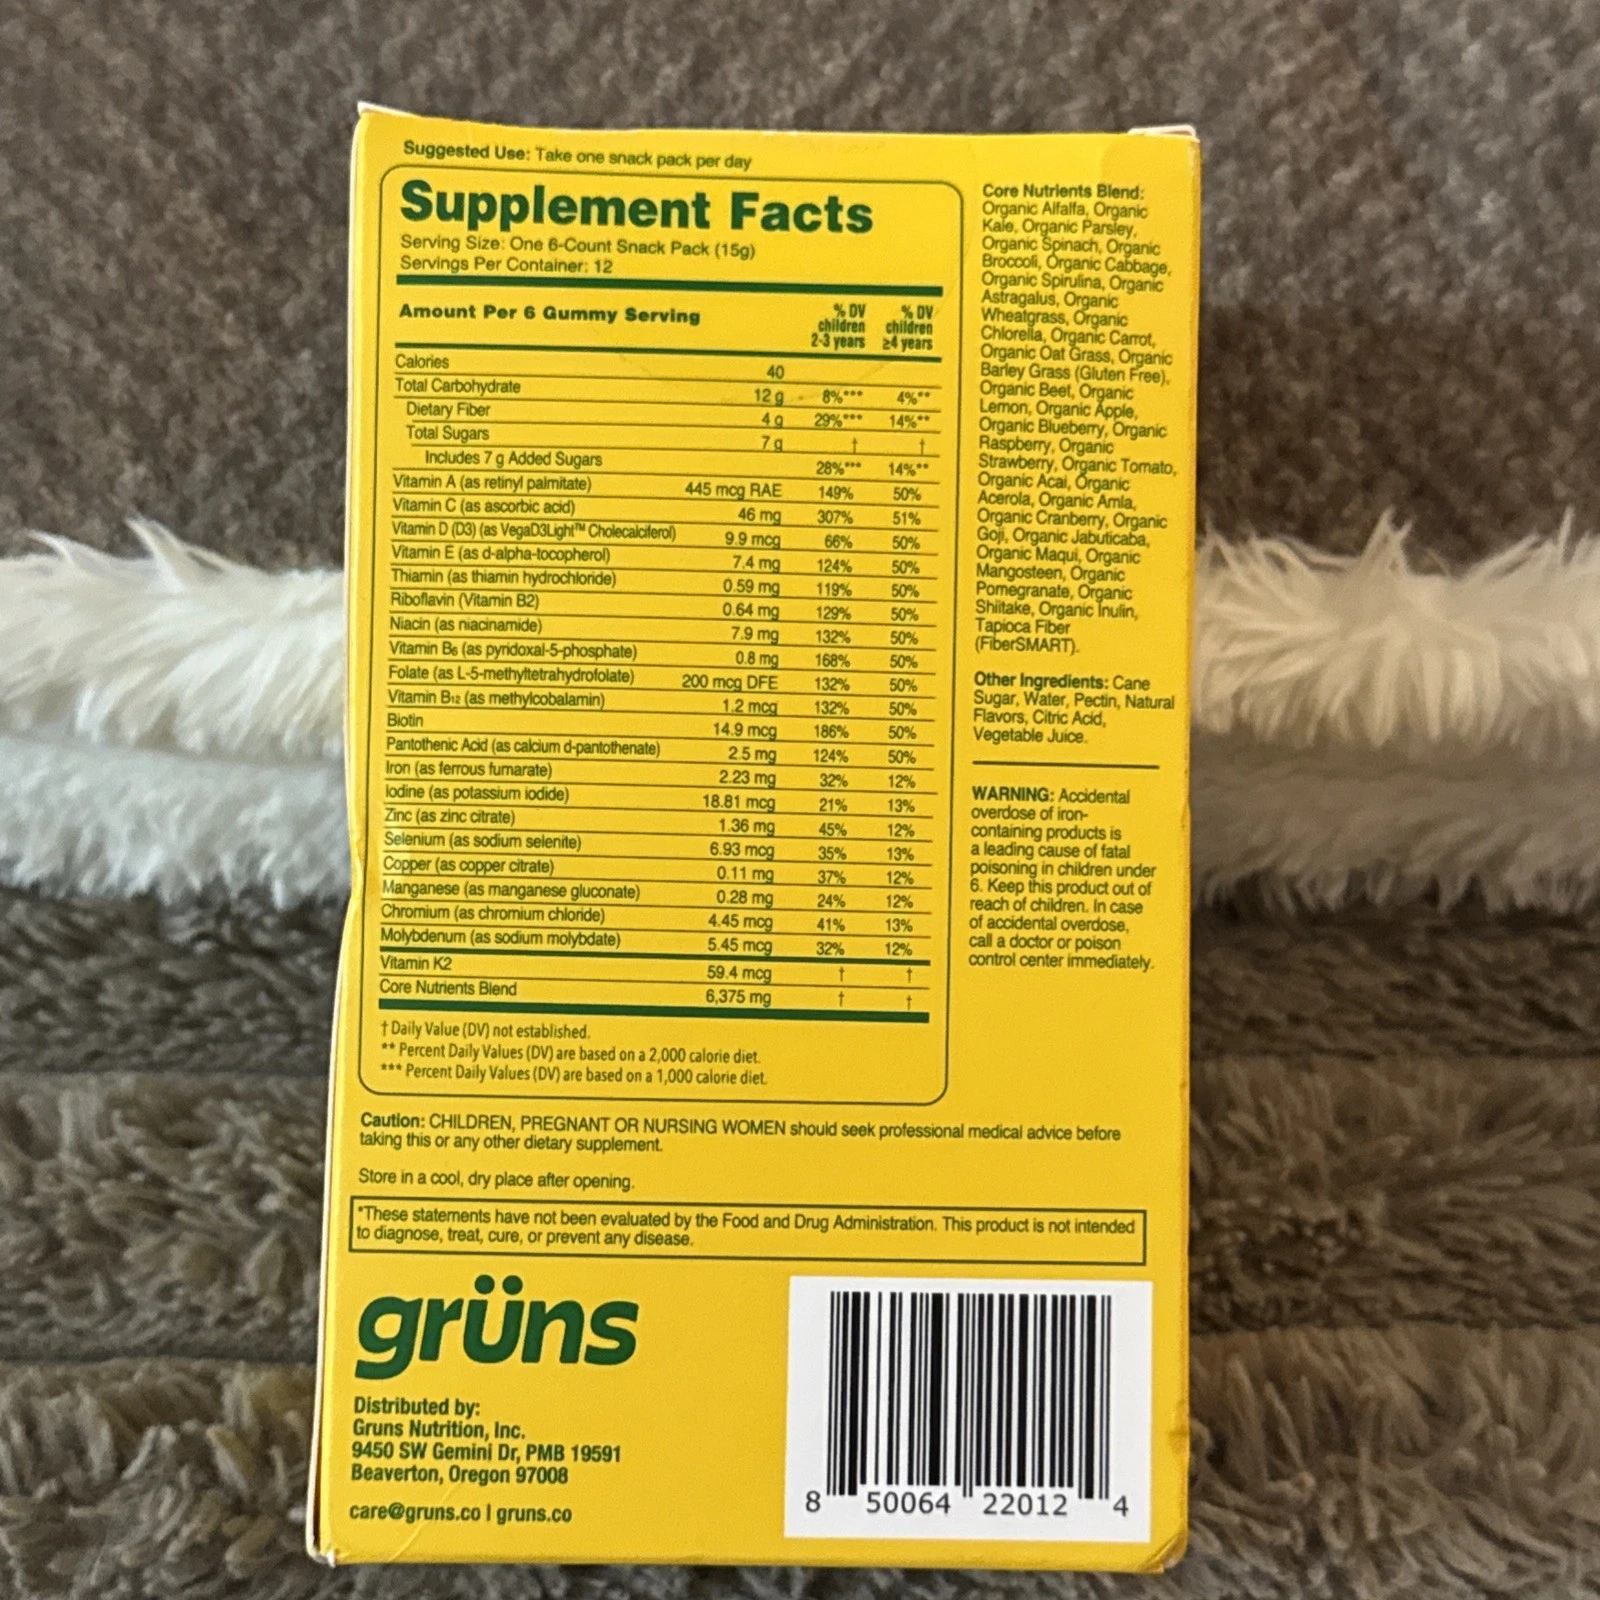 Suggested Use: Take one snack pack per day
Supplement Facts
Serving Size: One 6-Count Snack Pack (15g)
Servings Per Container: 12
Amount Per 6 Gummy Serving % DV children 2-3 years % DV children ≥4 years
Calories 40
Total Carbohydrate 12 g 8%*** 4%**
Dietary Fiber 4 g 29%*** 14%**
Total Sugars 7 g † †
Includes 7 g Added Sugars 28%*** 14%**
Vitamin A (as retinyl palmitate) 445 mcg RAE 149% 50%
Vitamin C (as ascorbic acid) 46 mg 307% 51%
Vitamin D (D3) (as VegaD3Light™ Cholecalciferol) 9.9 mcg 66% 50%
Vitamin E (as d-alpha-tocopherol) 7.4 mg 124% 50%
Thiamin (as thiamin hydrochloride) 0.59 mg 119% 50%
Riboflavin (Vitamin B2) 0.64 mg 129% 50%
Niacin (as niacinamide) 7.9 mg 132% 50%
Vitamin B₆ (as pyridoxal-5-phosphate) 0.8 mg 168% 50%
Folate (as L-5-methyltetrahydrofolate) 200 mcg DFE 132% 50%
Vitamin B₁₂ (as methylcobalamin) 1.2 mcg 132% 50%
Biotin 14.9 mcg 186% 50%
Pantothenic Acid (as calcium d-pantothenate) 2.5 mg 124% 50%
Iron (as ferrous fumarate) 2.23 mg 32% 12%
Iodine (as potassium iodide) 18.81 mcg 21% 13%
Zinc (as zinc citrate) 1.36 mg 45% 12%
Selenium (as sodium selenite) 6.93 mcg 35% 13%
Copper (as copper citrate) 0.11 mg 37% 12%
Manganese (as manganese gluconate) 0.28 mg 24% 12%
Chromium (as chromium chloride) 4.45 mcg 41% 13%
Molybdenum (as sodium molybdate) 5.45 mcg 32% 12%
Vitamin K2 59.4 mcg † †
Core Nutrients Blend 6,375 mg † †
† Daily Value (DV) not established.
** Percent Daily Values (DV) are based on a 2,000 calorie diet.
*** Percent Daily Values (DV) are based on a 1,000 calorie diet.
Core Nutrients Blend:
Organic Alfalfa, Organic
Kale, Organic Parsley,
Organic Spinach, Organic
Broccoli, Organic Cabbage,
Organic Spirulina, Organic
Astragalus, Organic
Wheatgrass, Organic
Chlorella, Organic Carrot,
Organic Oat Grass, Organic
Barley Grass (Gluten Free),
Organic Beet, Organic
Lemon, Organic Apple,
Organic Blueberry, Organic
Raspberry, Organic
Strawberry, Organic Tomato,
Organic Acai, Organic
Acerola, Organic Amla,
Organic Cranberry, Organic
Goji, Organic Jabuticaba,
Organic Maqui, Organic
Mangosteen, Organic
Pomegranate, Organic
Shiitake, Organic Inulin,
Tapioca Fiber
(FiberSMART).
Other Ingredients: Cane
Sugar, Water, Pectin, Natural
Flavors, Citric Acid,
Vegetable Juice.
WARNING: Accidental
overdose of iron-
containing products is
a leading cause of fatal
poisoning in children under
6. Keep this product out of
reach of children. In case
of accidental overdose,
call a doctor or poison
control center immediately.
Caution: CHILDREN, PREGNANT OR NURSING WOMEN should seek professional medical advice before
taking this or any other dietary supplement.
Store in a cool, dry place after opening.
*These statements have not been evaluated by the Food and Drug Administration. This product is not intended
to diagnose, treat, cure, or prevent any disease.
grüns
Distributed by:
Gruns Nutrition, Inc.
9450 SW Gemini Dr, PMB 19591
Beaverton, Oregon 97008
care@gruns.co | gruns.co
8 50064 22012 4